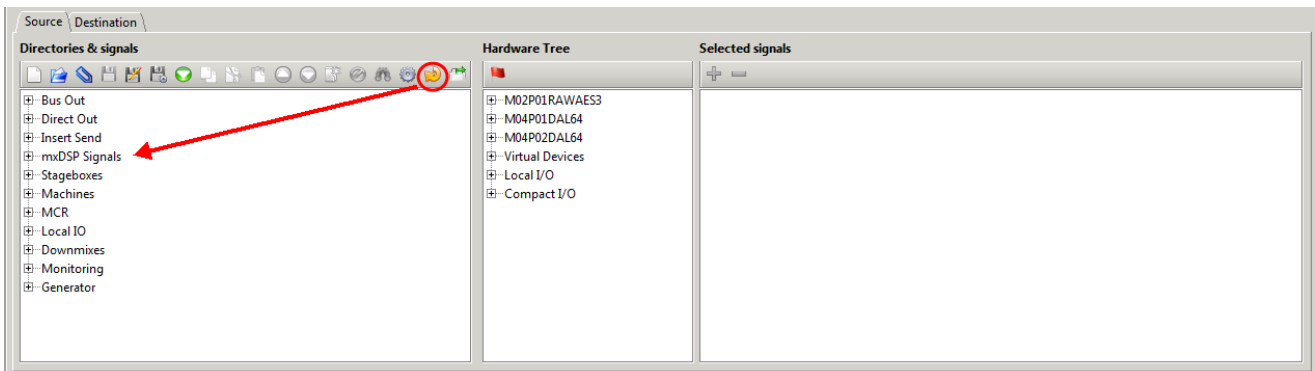 Source
Destination
Directories & signals
Bus Out
Direct Out
Insert Send
mxDSP Signals
Stageboxes
Machines
MCR
Local IO
Downmixes
Monitoring
Generator
Hardware Tree
M02P01RAWAES3
M04P01DAL64
M04P02DAL64
Virtual Devices
Local I/O
Compact I/O
Selected signals